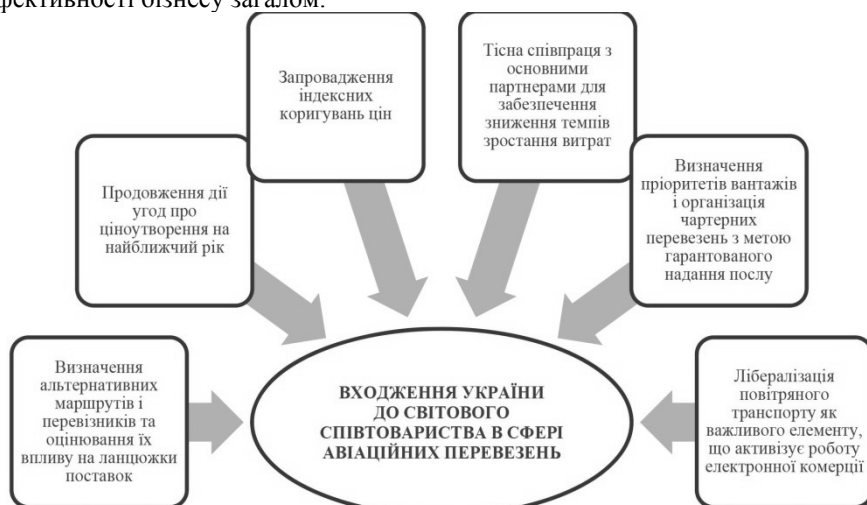 фективності бізнесу загалом.
Запровадження
індексних
коригувань цін
Тісна співпраця з
основними
партнерами для
забезпечення
зниження темпів
зростання витрат
Продовження дії
угод про
ціноутворення на
найближчий рік
Визначення
пріоритетів вантажів
і організація
чартерних
перевезень з метою
гарантованого
надання послу
Визначення
альтернативних
маршрутів і
перевізників та
оцінювання їх
впливу на ланцюжки
поставок
ВХОДЖЕННЯ УКРАЇНИ
ДО СВІТОВОГО
СПІВТОВАРИСТВА В СФЕРІ
АВІАЦІЙНИХ ПЕРЕВЕЗЕНЬ
Лібералізація
повітряного
транспорту як
важливого елементу,
що активізує роботу
електронної комерції